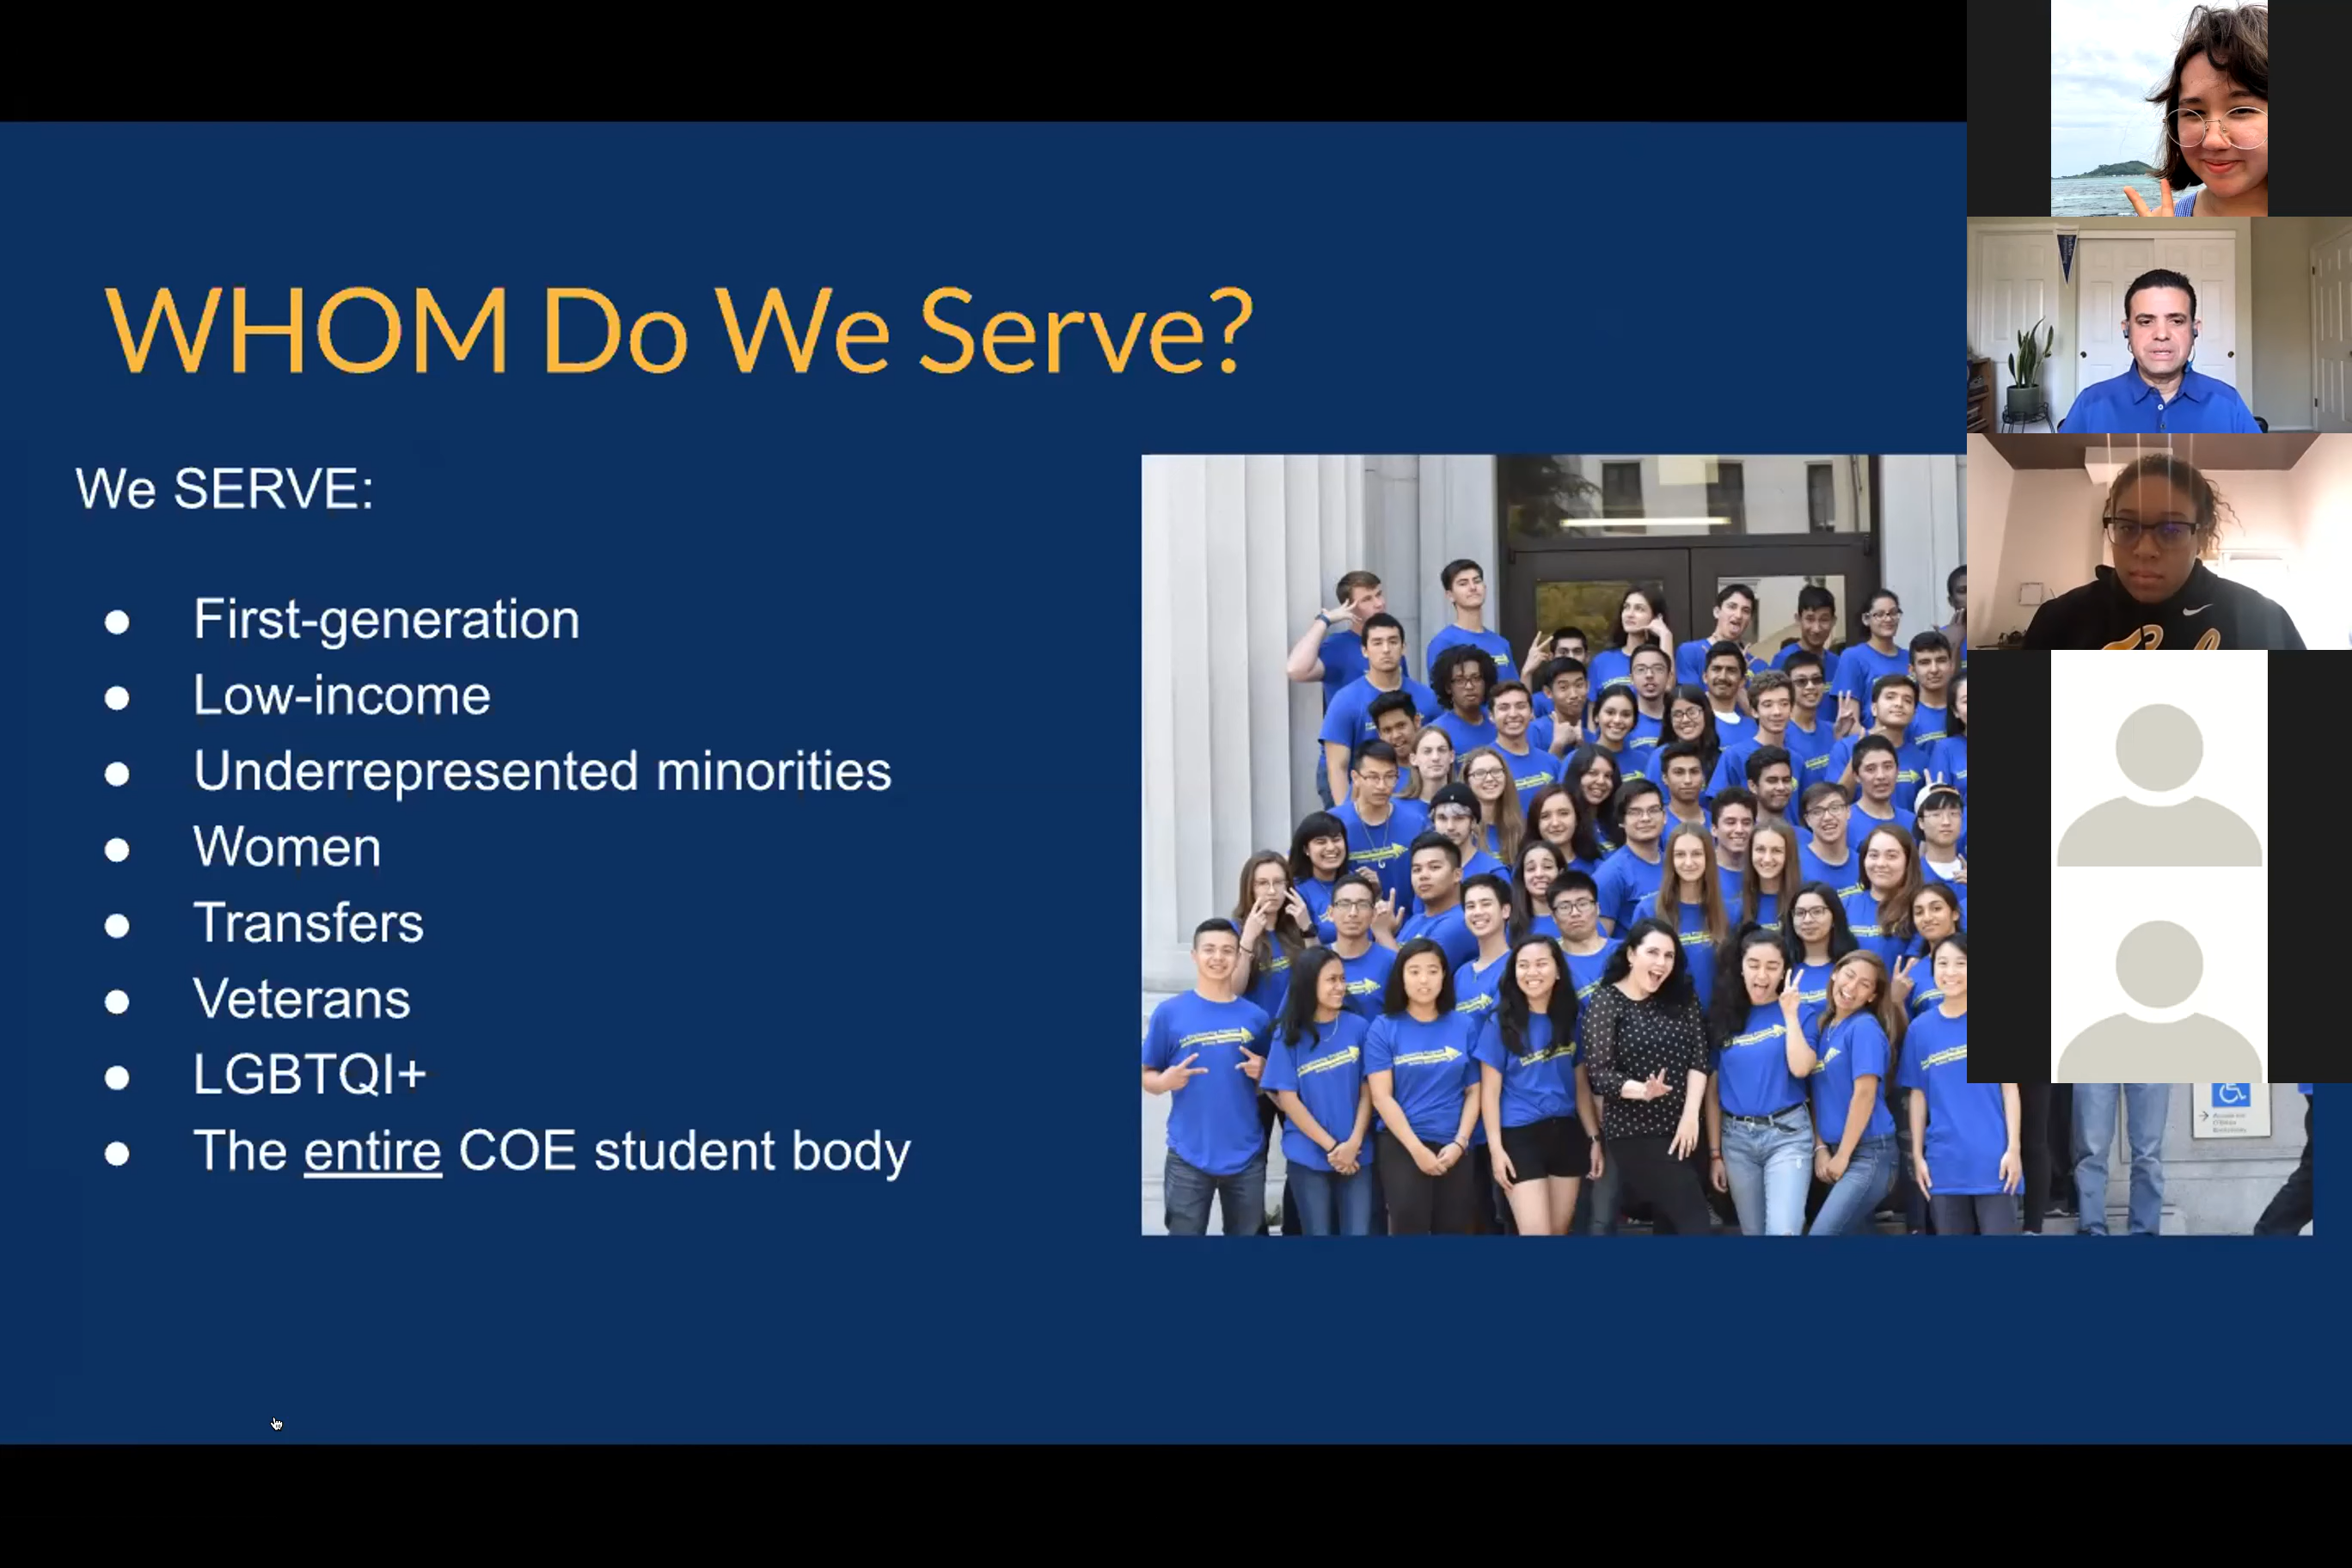 WHOM Do We Serve?
We SERVE:
● First-generation
● Low-income
● Underrepresented minorities
● Women
● Transfers
● Veterans
● LGBTQI+
● The entire COE student body